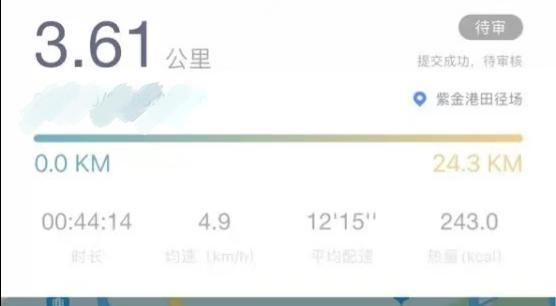 3.61 公里
待审
提交成功，待审核
紫金港田径场
0.0 KM
24.3 KM
00:44:14 4.9 12'15'' 243.0
时长 均速（km/h） 平均配速 热量(kcal)